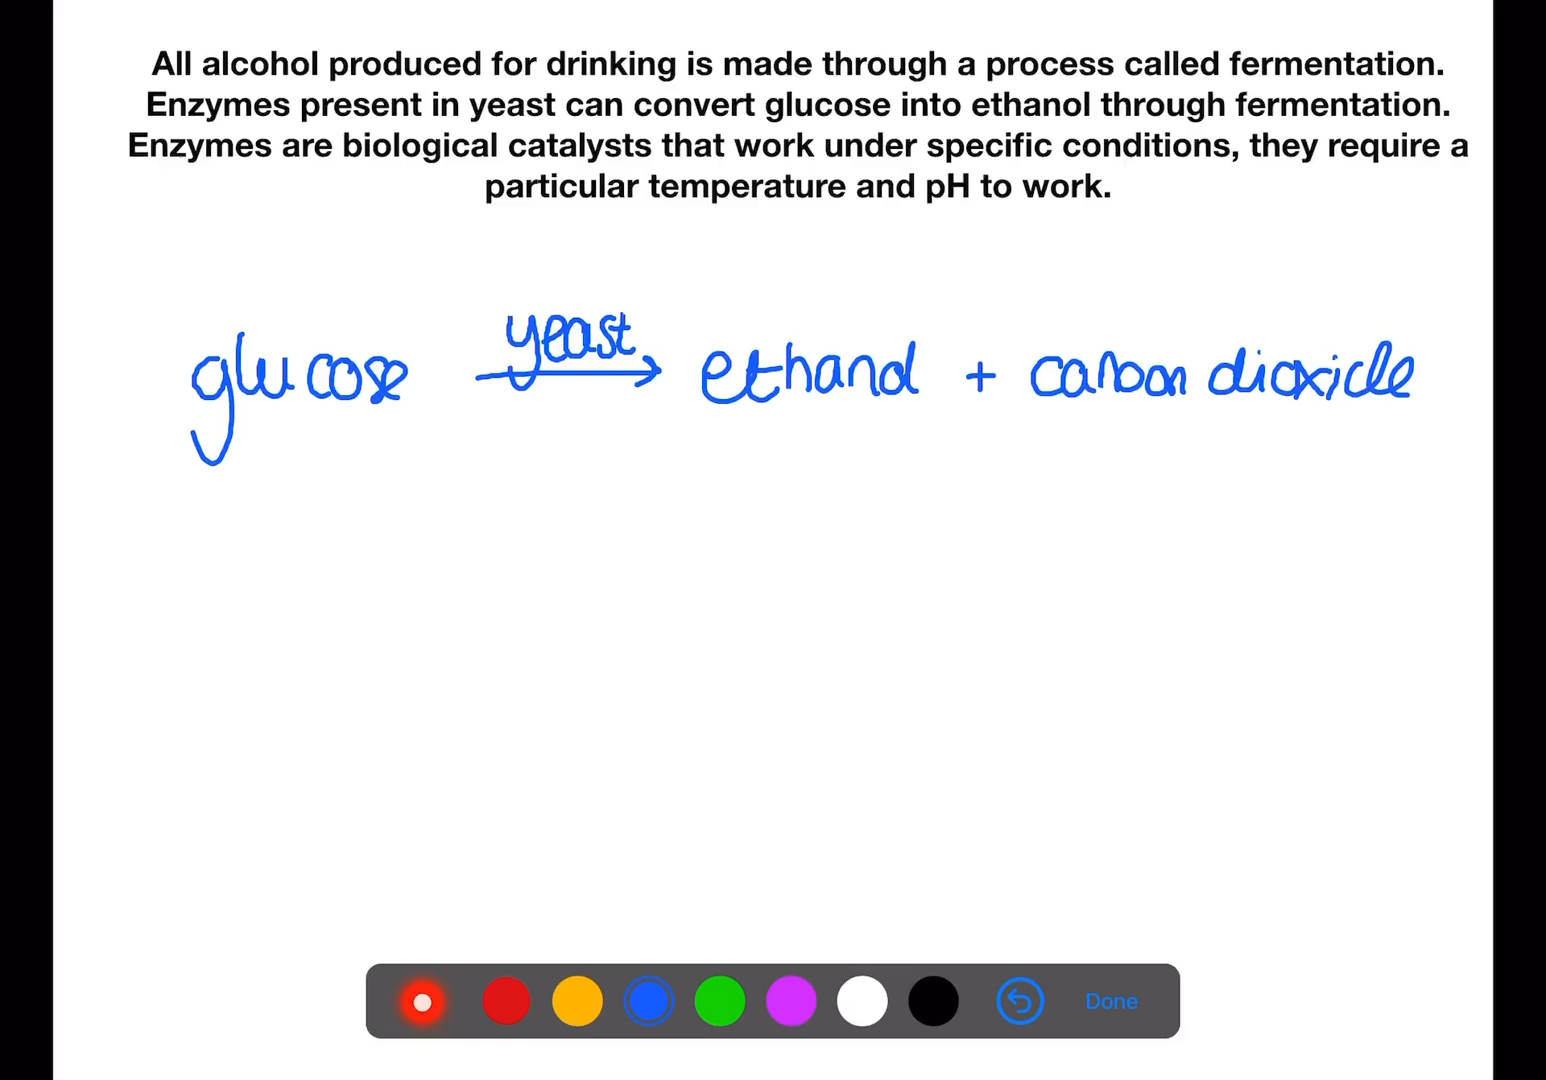 All alcohol produced for drinking is made through a process called fermentation.
Enzymes present in yeast can convert glucose into ethanol through fermentation.
Enzymes are biological catalysts that work under specific conditions, they require a
particular temperature and pH to work.
glucose yeast ethanol + carbon dioxide
Done